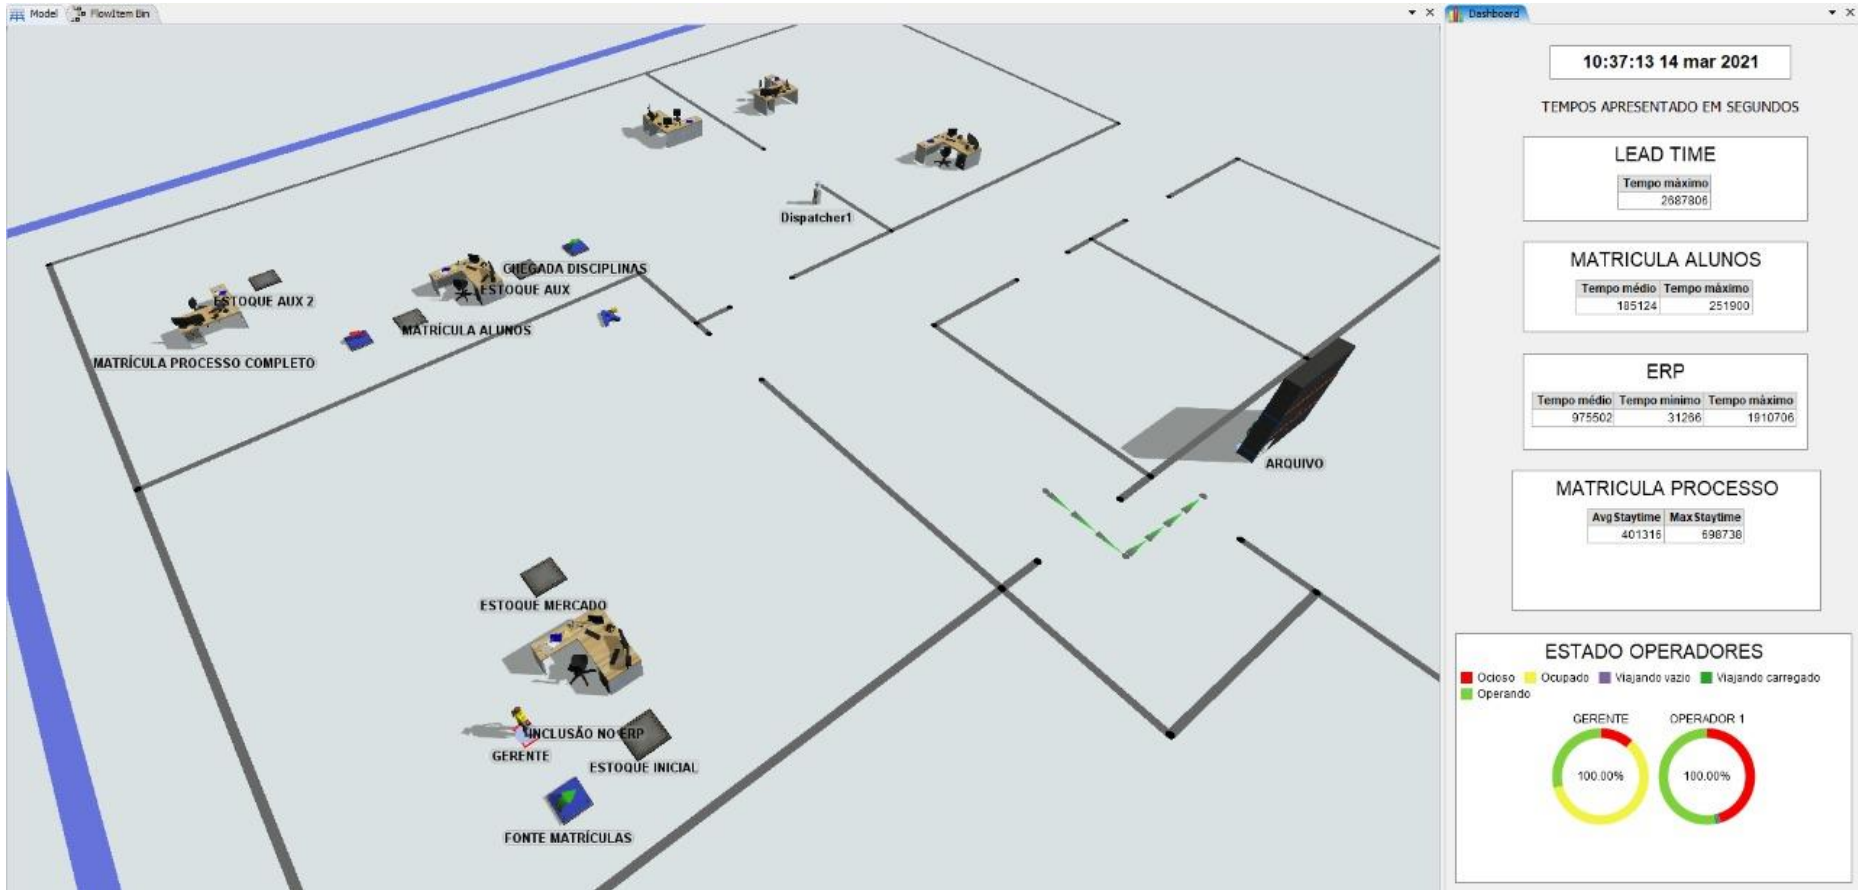 Model
FlowItem Bin
Dispatcher1
CHEGADA DISCIPLINAS
ESTOQUE AUX
ESTOQUE AUX 2
MATRÍCULA ALUNOS
MATRÍCULA PROCESSO COMPLETO
ARQUIVO
ESTOQUE MERCADO
INCLUSÃO NO ERP
GERENTE
ESTOQUE INICIAL
FONTE MATRÍCULAS
Dashboard
10:37:13 14 mar 2021
TEMPOS APRESENTADO EM SEGUNDOS
LEAD TIME
Tempo máximo
2687806
MATRICULA ALUNOS
Tempo médio Tempo máximo
185124 251900
ERP
Tempo médio Tempo mínimo Tempo máximo
975502 31266 1910706
MATRICULA PROCESSO
Avg Staytime Max Staytime
401316 698738
ESTADO OPERADORES
Ocioso Ocupado Viajando vazio Viajando carregado
Operando
GERENTE OPERADOR 1
100.00% 100.00%